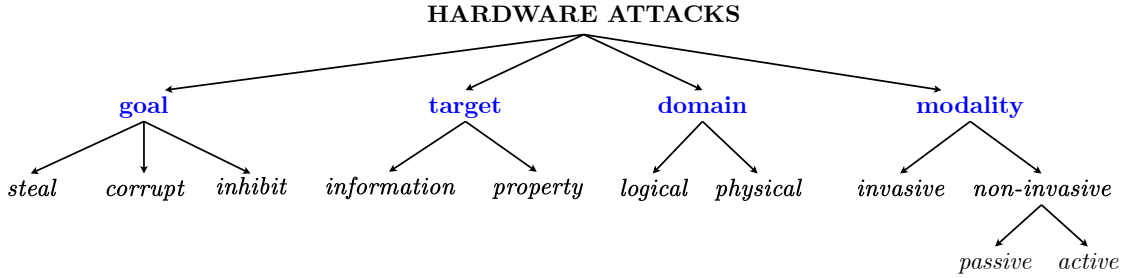 HARDWARE ATTACKS
goal target domain modality
steal corrupt inhibit information property logical physical invasive non-invasive
passive active